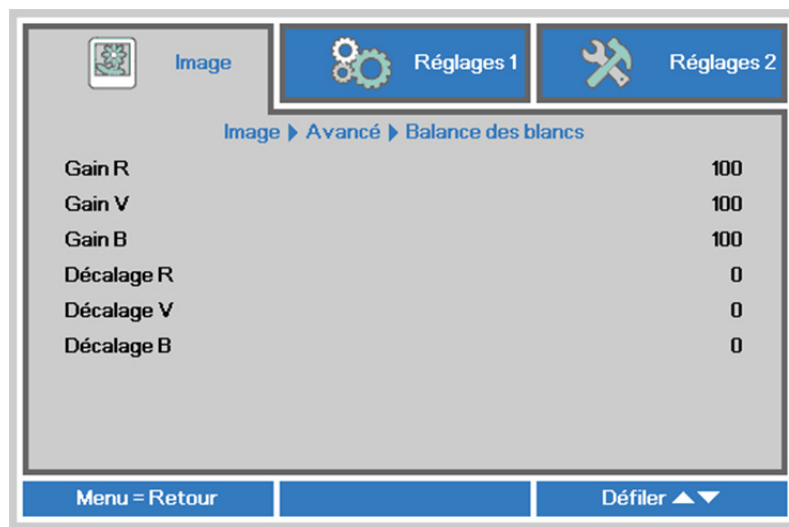 Image
Réglages 1
Réglages 2
Image ▶ Avancé ▶ Balance des blancs
Gain R 100
Gain V 100
Gain B 100
Décalage R 0
Décalage V 0
Décalage B 0
Menu = Retour
Défiler ▲▼